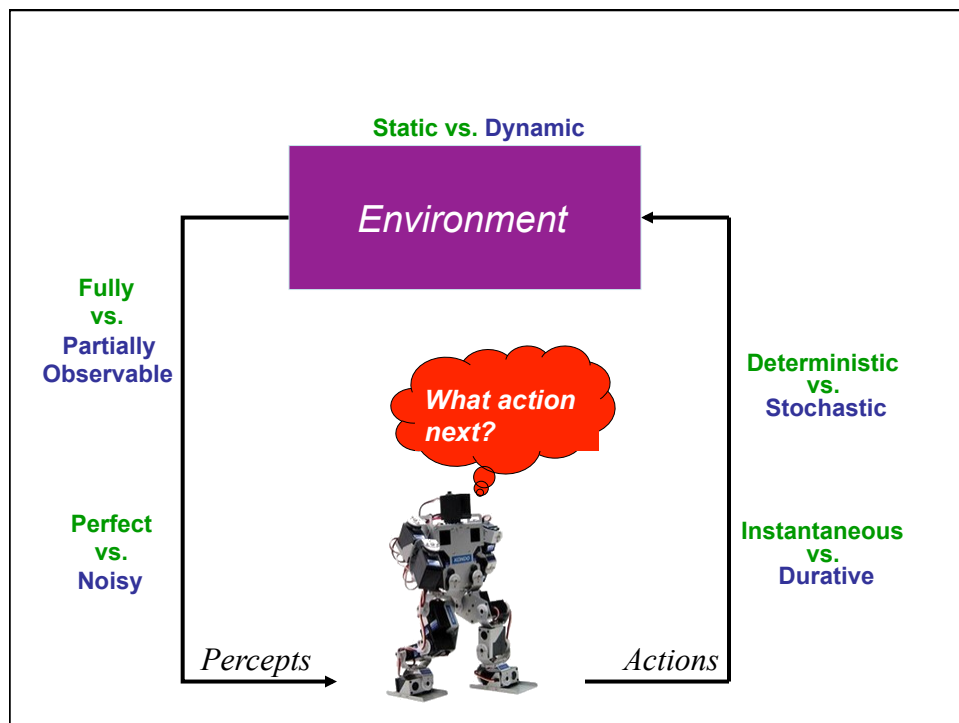 Static vs. Dynamic
Environment
Fully
vs.
Partially
Observable
What action
next?
Deterministic
vs.
Stochastic
Perfect
vs.
Noisy
Instantaneous
vs.
Durative
KONDO
Percepts
Actions